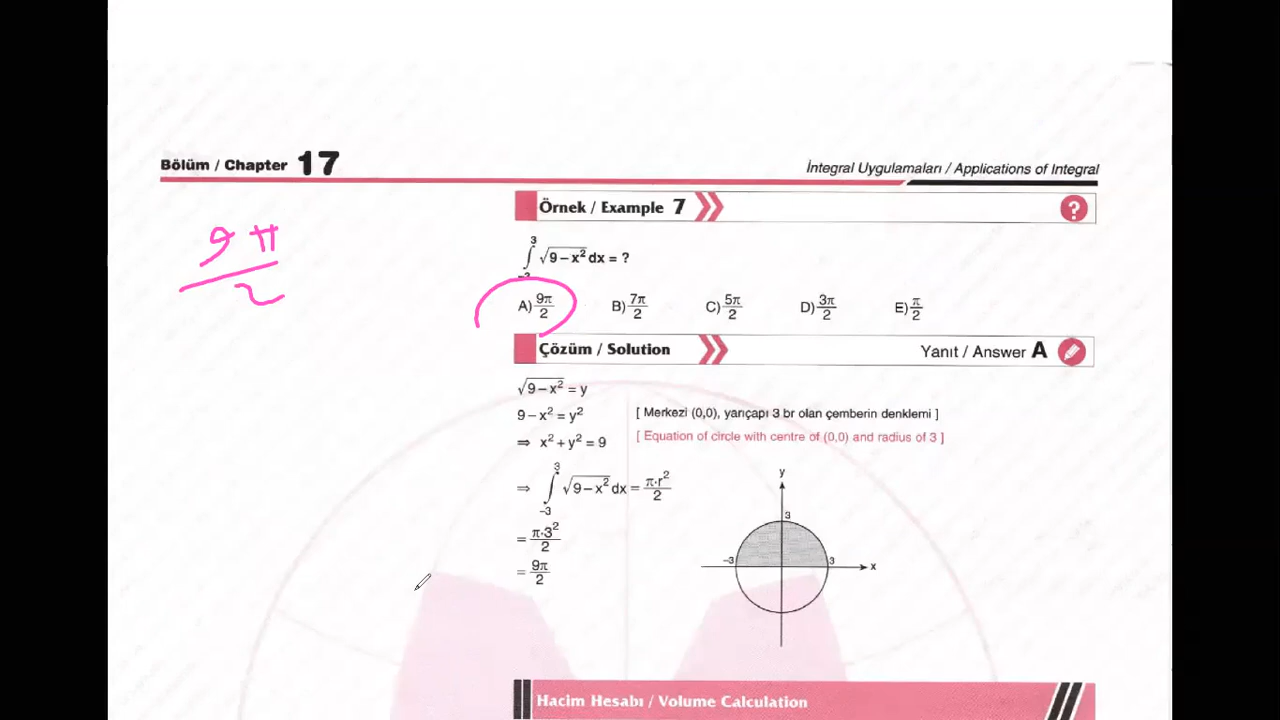 Bölüm / Chapter 17
İntegral Uygulamaları / Applications of Integral
9π
2
Örnek / Example 7
?
∫₋₃³ √(9−x²) dx = ?
A) 9π/2 B) 7π/2 C) 5π/2 D) 3π/2 E) π/2
Çözüm / Solution
Yanıt / Answer A
√(9−x²) = y
9−x² = y² [ Merkezi (0,0), yarıçapı 3 br olan çemberin denklemi ]
⇒ x² + y² = 9 [ Equation of circle with centre of (0,0) and radius of 3 ]
⇒ ∫₋₃³ √(9−x²) dx = π·r²/2
= π·3²/2
= 9π/2
y
3
−3 3 x
Hacim Hesabı / Volume Calculation